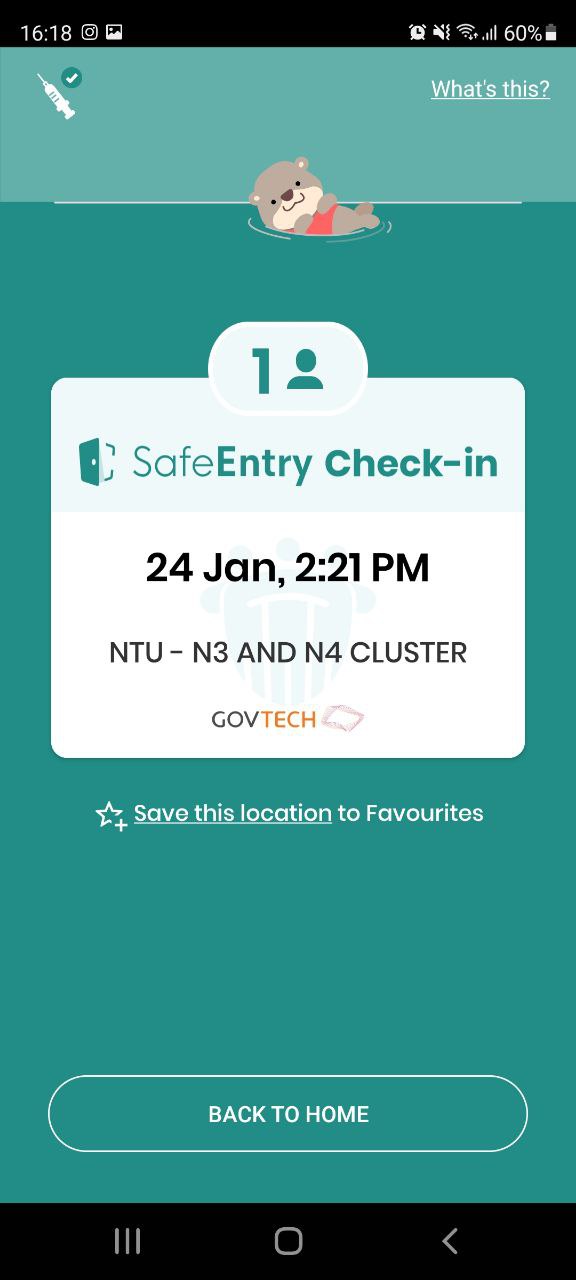 16:18 60%
What's this?
1
SafeEntry Check-in
24 Jan, 2:21 PM
NTU - N3 AND N4 CLUSTER
GOVTECH
Save this location to Favourites
BACK TO HOME